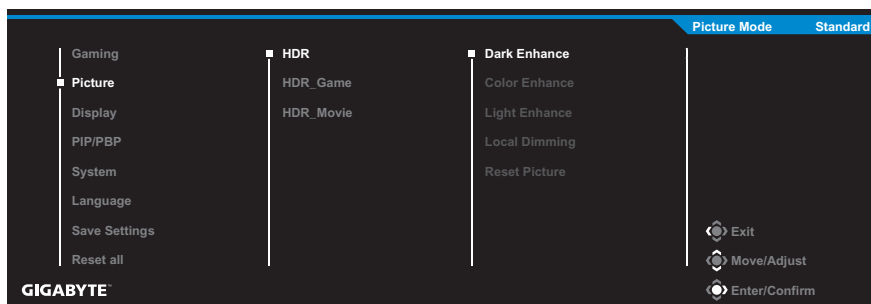 Picture Mode Standard
Gaming HDR Dark Enhance
Picture HDR_Game Color Enhance
Display HDR_Movie Light Enhance
PIP/PBP Local Dimming
System Reset Picture
Language
Save Settings Exit
Reset all Move/Adjust
GIGABYTE™ Enter/Confirm